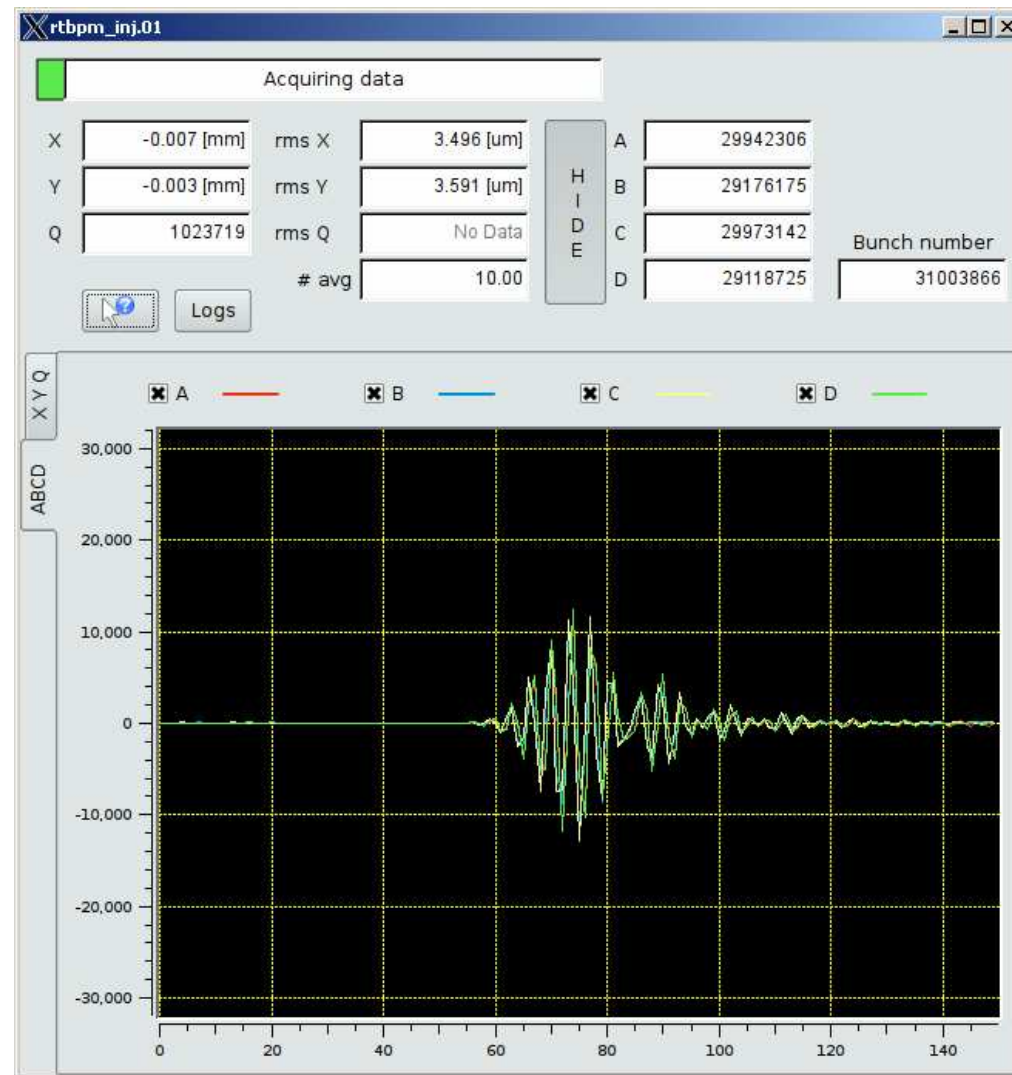 rtbpm_inj.01
Acquiring data
X -0.007 [mm] rms X 3.496 [um] A 29942306
Y -0.003 [mm] rms Y 3.591 [um] B 29176175
Q 1023719 rms Q No Data C 29973142 Bunch number
# avg 10.00 D 29118725 31003866
HIDE
Logs
X Y Q
ABCD
A B C D
30,000
20,000
10,000
0
-10,000
-20,000
-30,000
0 20 40 60 80 100 120 140